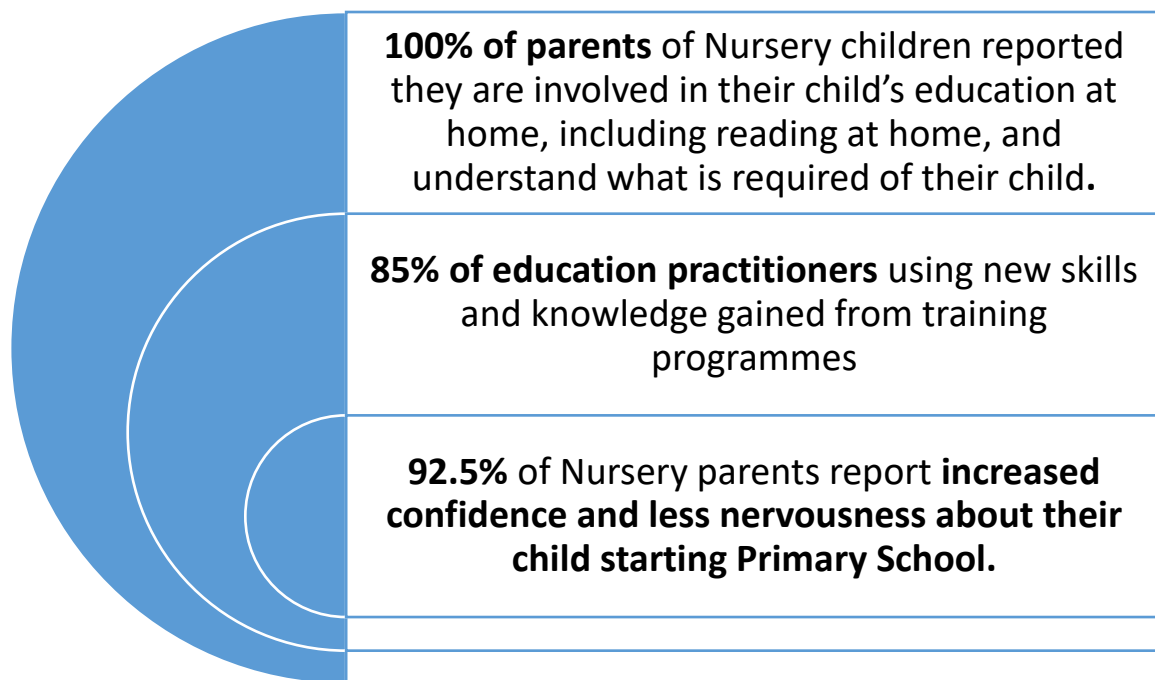 100% of parents of Nursery children reported
they are involved in their child’s education at
home, including reading at home, and
understand what is required of their child.
85% of education practitioners using new skills
and knowledge gained from training
programmes
92.5% of Nursery parents report increased
confidence and less nervousness about their
child starting Primary School.